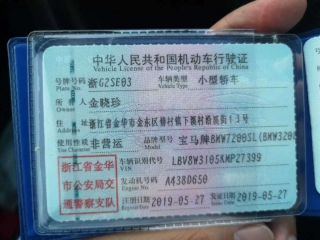 中华人民共和国机动车行驶证
Vehicle License of the People's Republic of China
号牌号码 浙G2SE03 车辆类型 小型轿车
Plate No. Vehicle Type
所有人 金晓珍
Owner
住址 浙江省金华市金东区
Address
使用性质 非营运 品牌型号 宝马牌BMW7200SL(BMW320
Use Character Model
浙江省金华
市公安局交
通警察支队
车辆识别代号 LBV8W3105KMP27399
VIN
发动机号码 A438D650
Engine No.
注册日期 2019-05-27 发证日期 2019-05-27
Register Date Issue Date